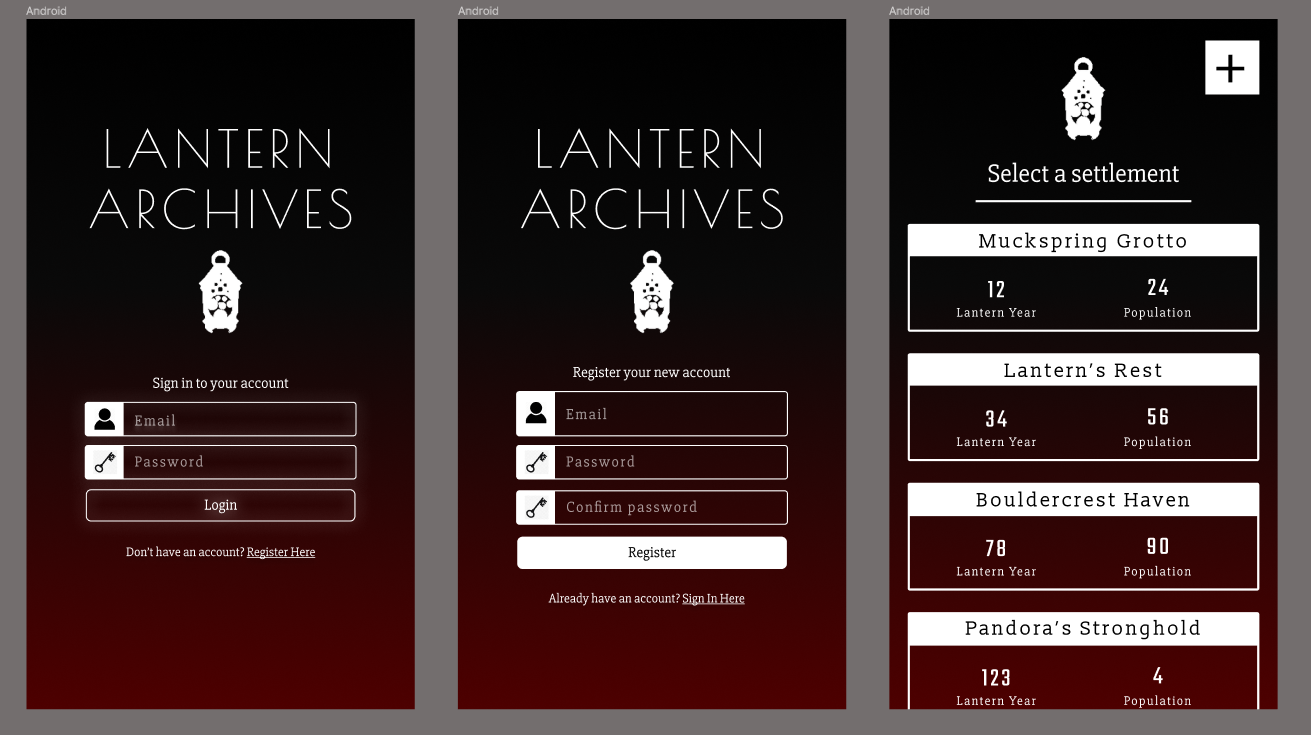 Android
LANTERN
ARCHIVES
Sign in to your account
Email
Password
Login
Don't have an account? Register Here
Android
LANTERN
ARCHIVES
Register your new account
Email
Password
Confirm password
Register
Already have an account? Sign In Here
Android
+
Select a settlement
Muckspring Grotto
12 24
Lantern Year Population
Lantern's Rest
34 56
Lantern Year Population
Bouldercrest Haven
78 90
Lantern Year Population
Pandora's Stronghold
123 4
Lantern Year Population